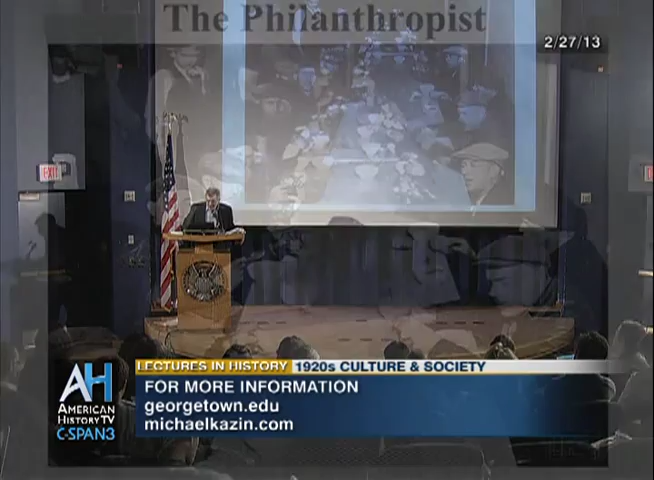 The Philanthropist
2/27/13
EXIT
LECTURES IN HISTORY 1920s CULTURE & SOCIETY
AH
AMERICAN
HISTORY TV
C-SPAN3
FOR MORE INFORMATION
georgetown.edu
michaelkazin.com